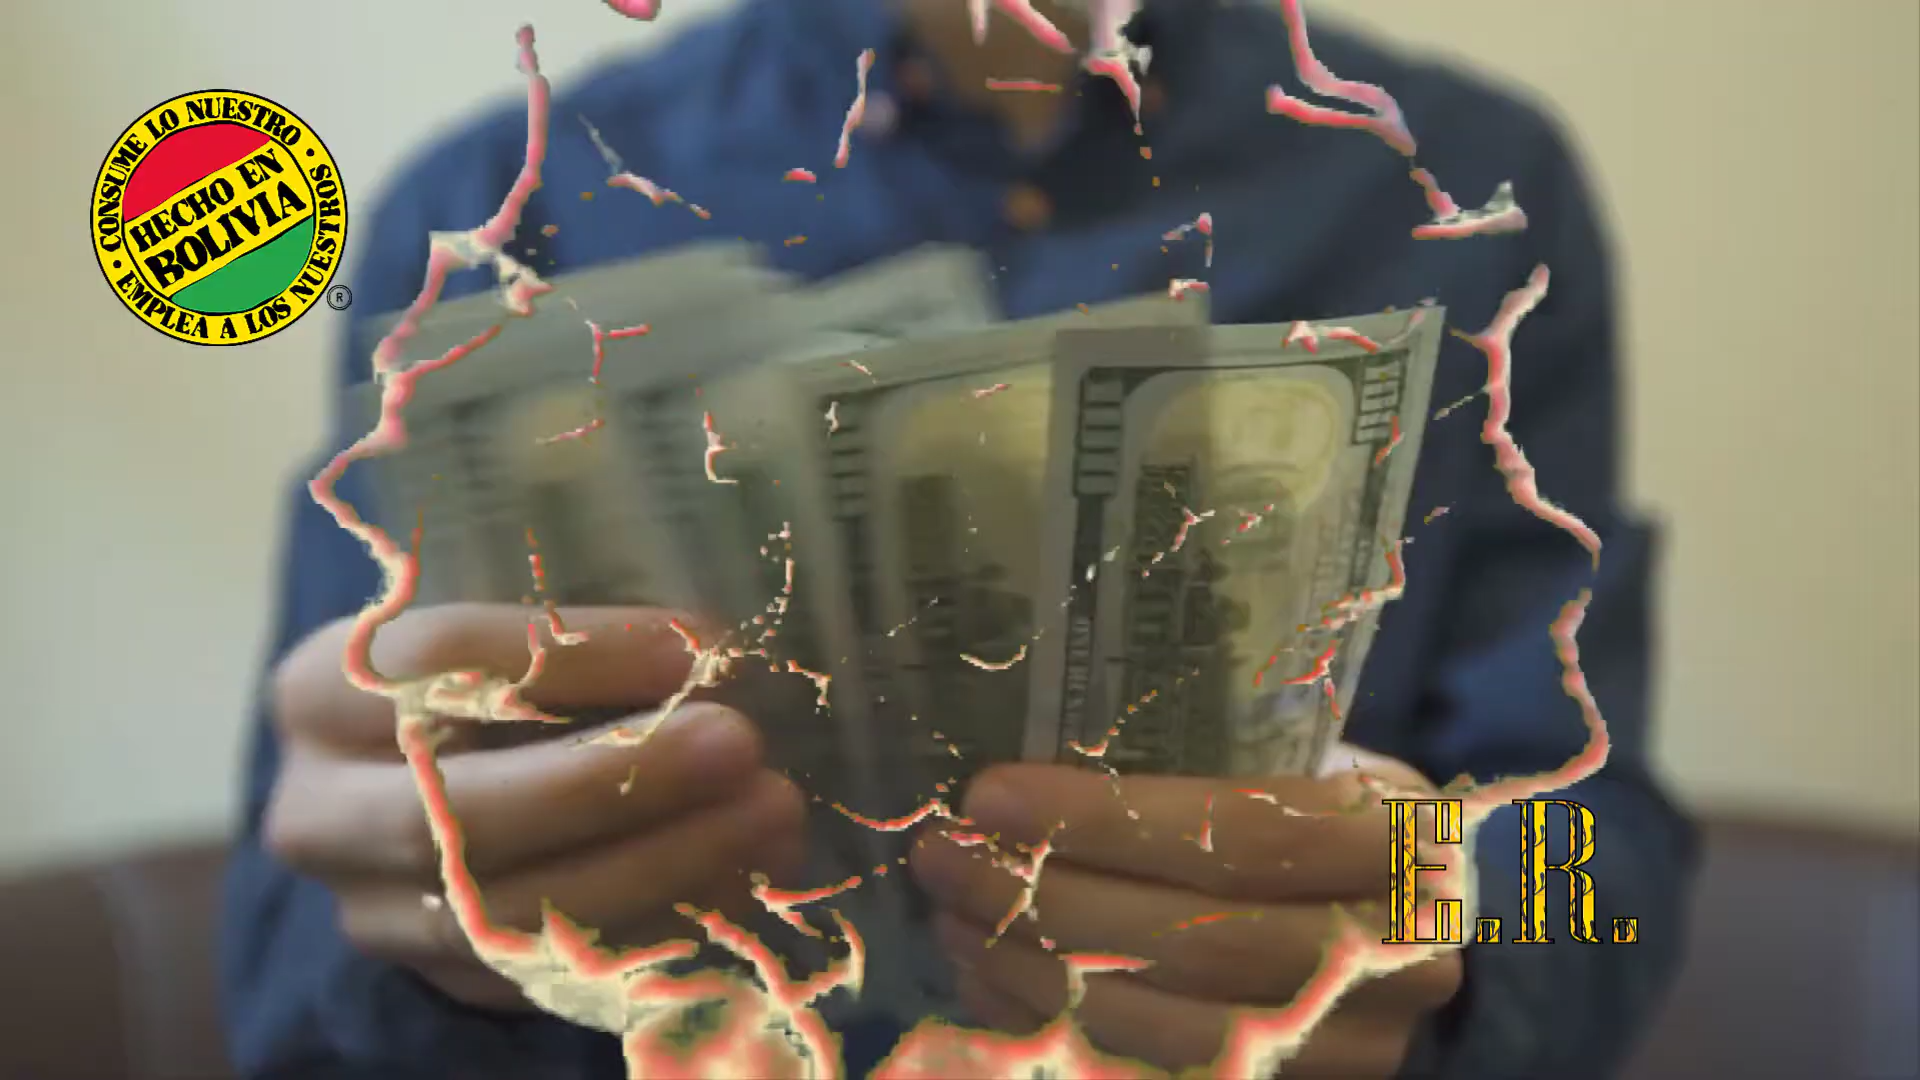 CONSUME LO NUESTRO
HECHO EN
BOLIVIA
EMPLEA A LOS NUESTROS
®
E.R.